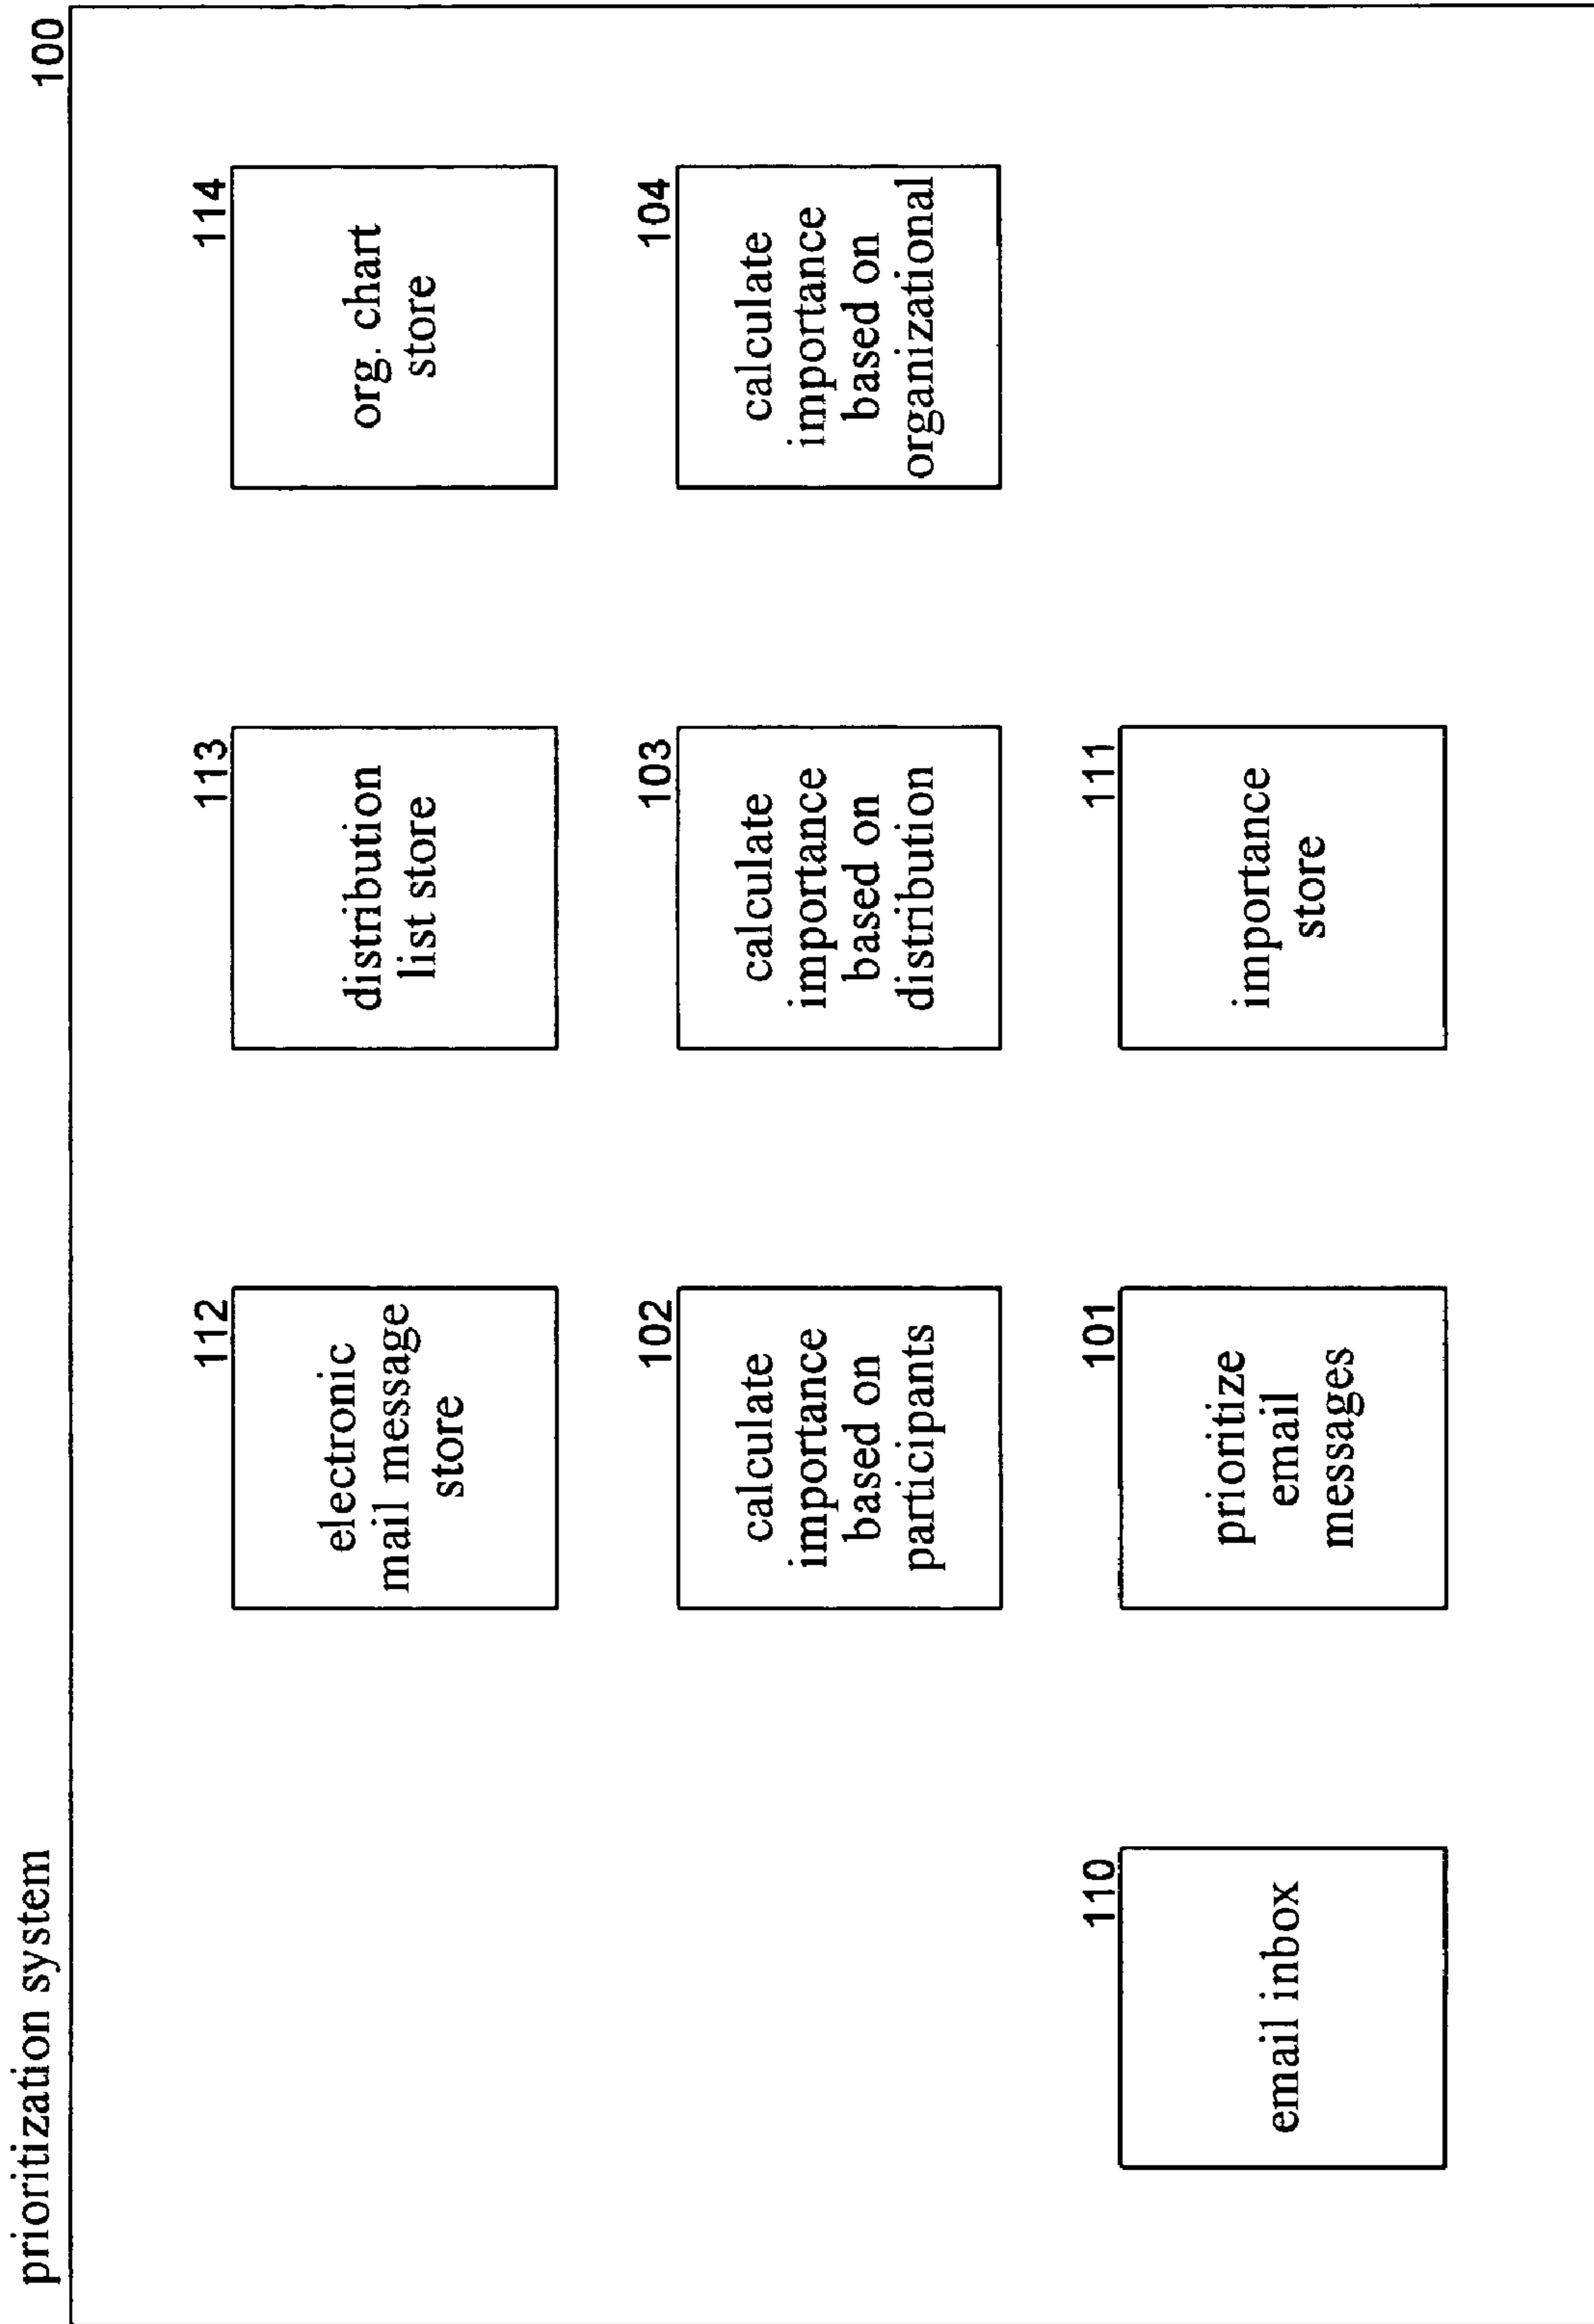 prioritization system
100
112
electronic
mail message
store
113
distribution
list store
114
org. chart
store
102
calculate
importance
based on
participants
103
calculate
importance
based on
distribution
104
calculate
importance
based on
organizational
110
email inbox
101
prioritize
email
messages
111
importance
store